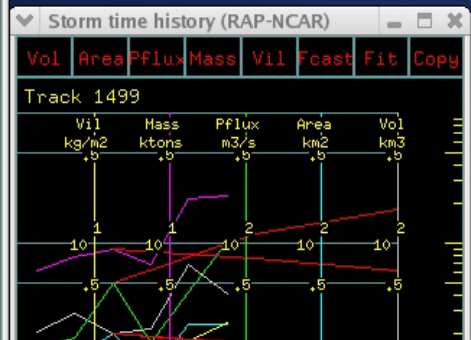 Storm time history (RAP-NCAR)
Vol Area Pflux Mass Vil Fcast Fit Copy
Track 1499
Vil Mass Pflux Area Vol
kg/m2 ktons m3/s km2 km3
.5 .5 .5 .5 .5
1 1 2 2 2
10 10 10 10 10
.5 .5 .5 .5 .5